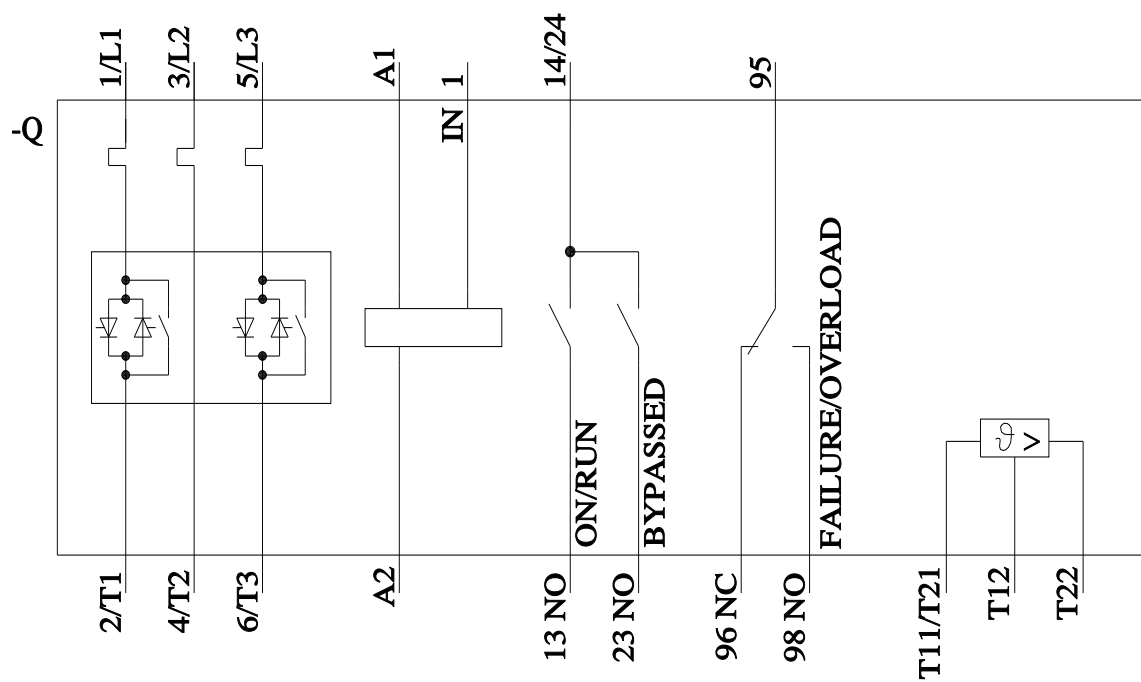 1/L1
3/L2
5/L3
A1
1
14/24
95
-Q
IN
ON/RUN
BYPASSED
FAILURE/OVERLOAD
ϑ >
2/T1
4/T2
6/T3
A2
13 NO
23 NO
96 NC
98 NO
T11/T21
T12
T22